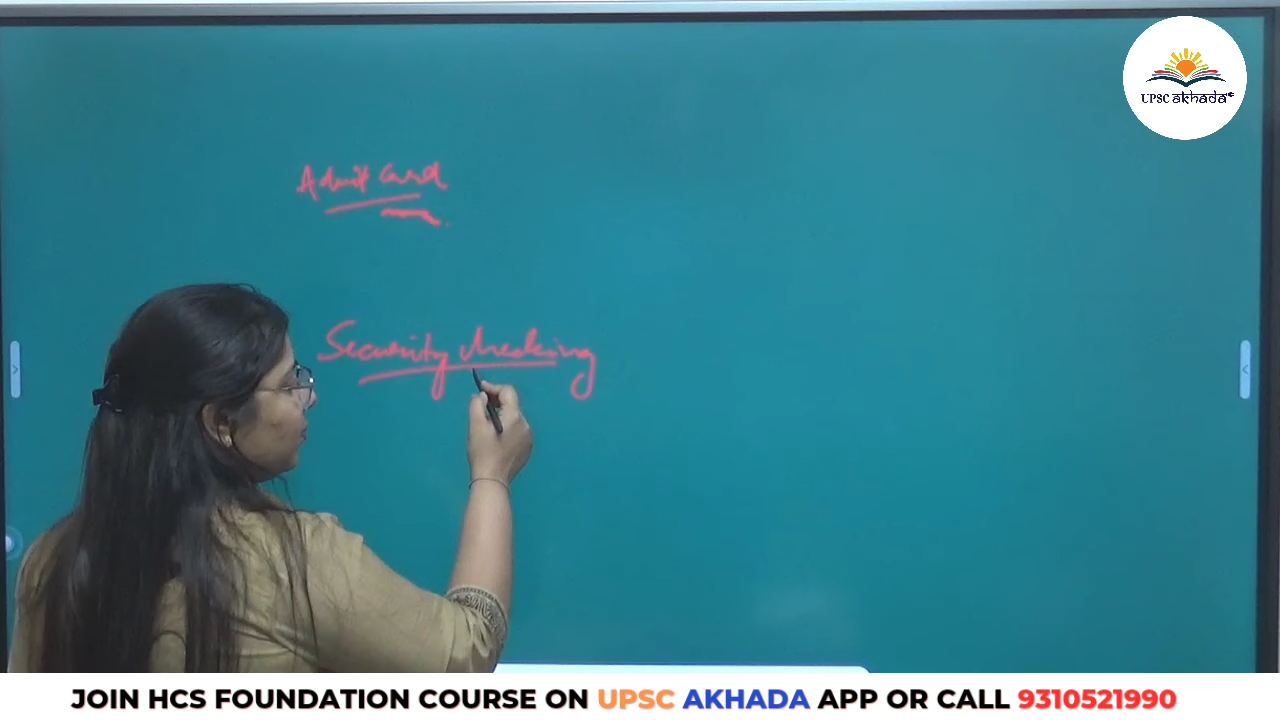 UPSC akhada
Admit Card
Security checking
JOIN HCS FOUNDATION COURSE ON UPSC AKHADA APP OR CALL 9310521990